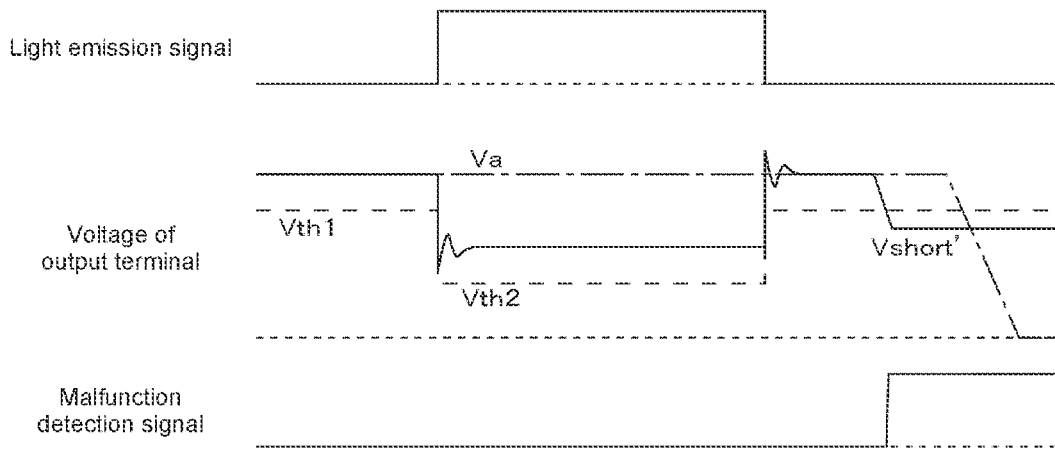 Light emission signal
Va
Vth1
Voltage of
output terminal
Vshort'
Vth2
Malfunction
detection signal